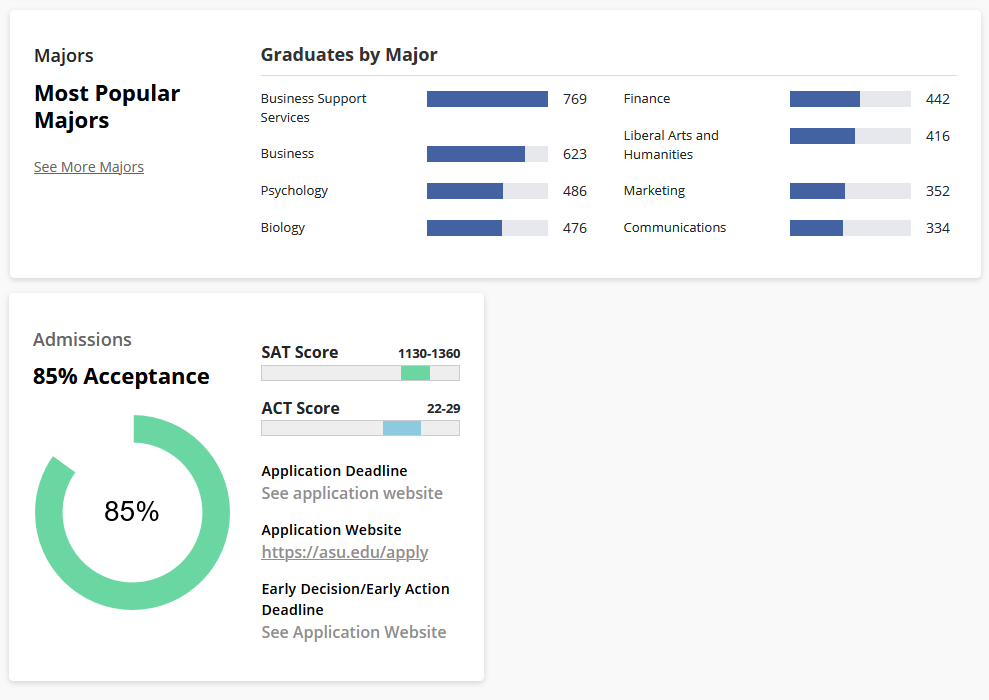 Majors
Most Popular
Majors
See More Majors
Graduates by Major
Business Support
Services
769
Business
623
Psychology
486
Biology
476
Finance
442
Liberal Arts and
Humanities
416
Marketing
352
Communications
334
Admissions
85% Acceptance
85%
SAT Score
1130-1360
ACT Score
22-29
Application Deadline
See application website
Application Website
https://asu.edu/apply
Early Decision/Early Action
Deadline
See Application Website